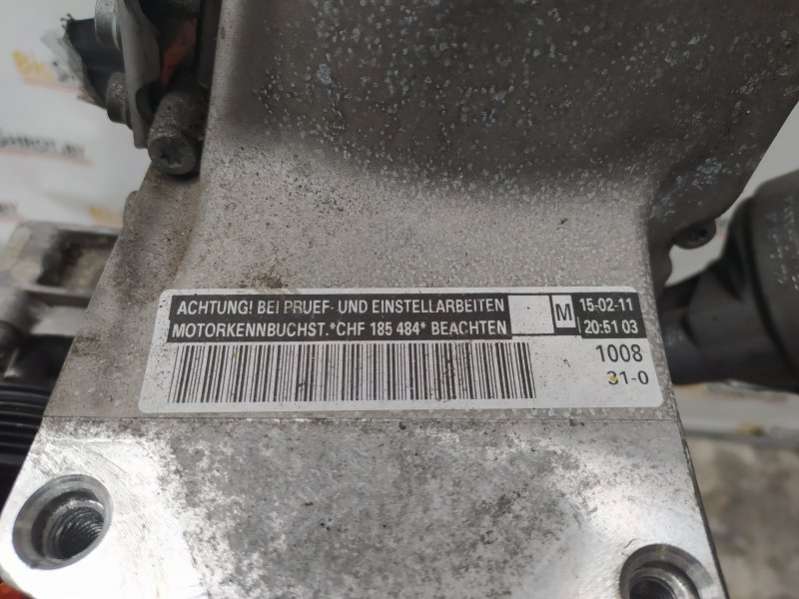 ACHTUNG! BEI PRUEF- UND EINSTELLARBEITEN
MOTORKENNBUCHST.*CHF 185 484* BEACHTEN
M
15-02-11
20:51 03
1008
31-0